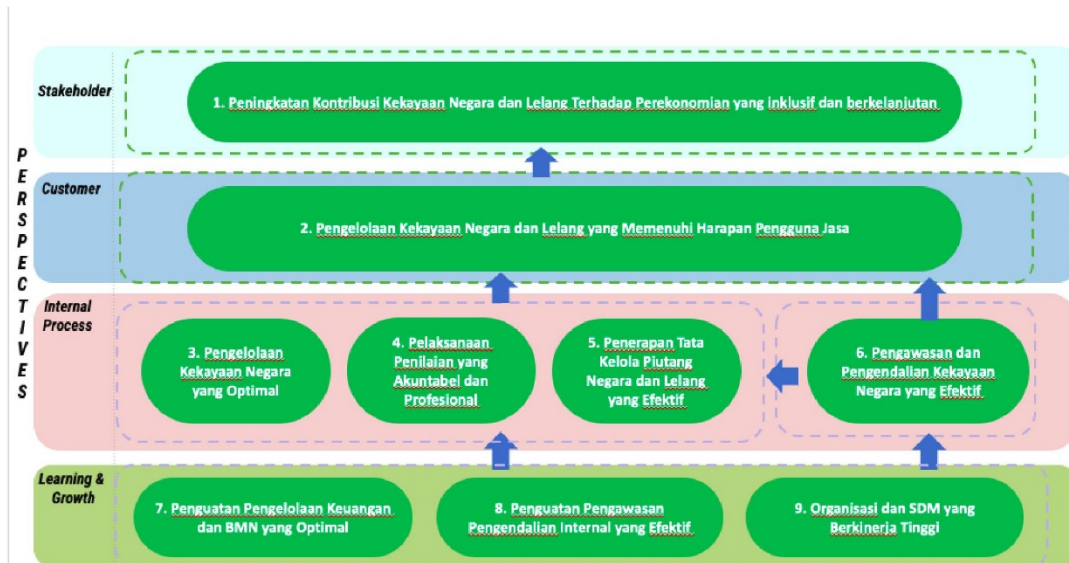 PERSPECTIVES
Stakeholder
1. Peningkatan Kontribusi Kekayaan Negara dan Lelang Terhadap Perekonomian yang inklusif dan berkelanjutan
Customer
2. Pengelolaan Kekayaan Negara dan Lelang yang Memenuhi Harapan Pengguna Jasa
Internal
Process
3. Pengelolaan
Kekayaan Negara
yang Optimal
4. Pelaksanaan
Penilaian yang
Akuntabel dan
Profesional
5. Penerapan Tata
Kelola Piutang
Negara dan Lelang
yang Efektif
6. Pengawasan dan
Pengendalian Kekayaan
Negara yang Efektif
Learning &
Growth
7. Penguatan Pengelolaan Keuangan
dan BMN yang Optimal
8. Penguatan Pengawasan
Pengendalian Internal yang Efektif
9. Organisasi dan SDM yang
Berkinerja Tinggi